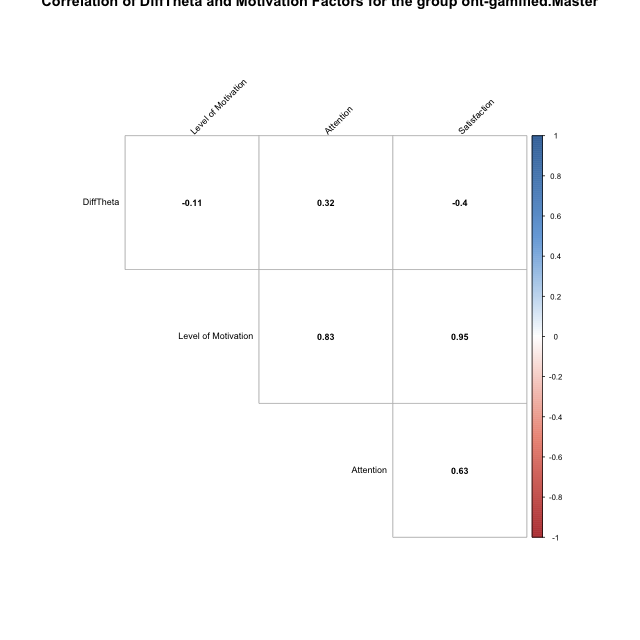 Correlation of DiffTheta and Motivation Factors for the group ont-gamified.Master
Level of Motivation
Attention
Satisfaction
DiffTheta
-0.11
0.32
-0.4
Level of Motivation
0.83
0.95
Attention
0.63
1
0.8
0.6
0.4
0.2
0
-0.2
-0.4
-0.6
-0.8
-1